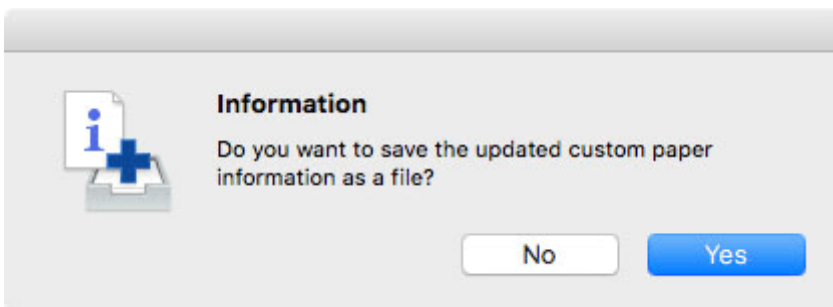 Information
Do you want to save the updated custom paper
information as a file?
No Yes